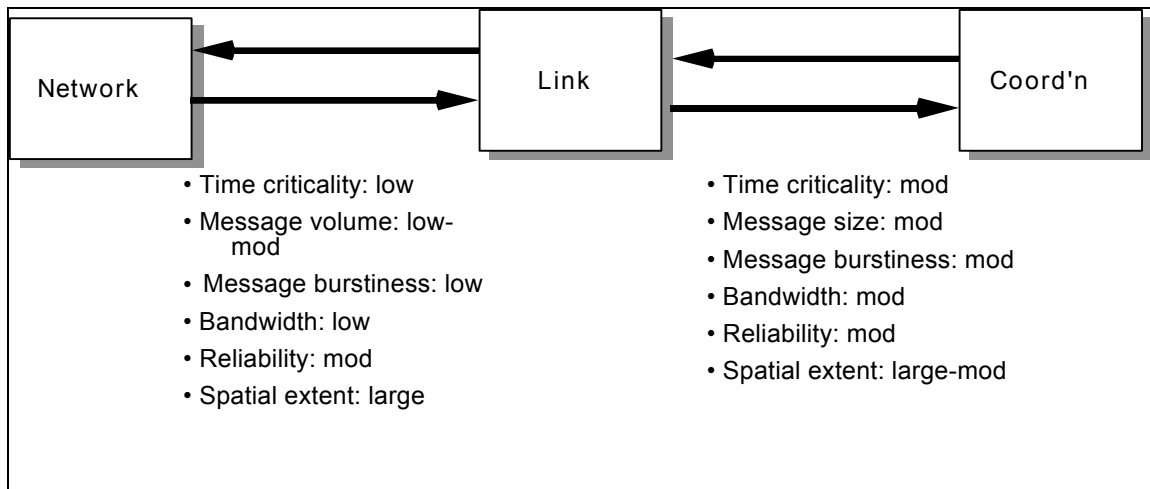 Network
Link
Coord'n
• Time criticality: low
• Message volume: low-
mod
• Message burstiness: low
• Bandwidth: low
• Reliability: mod
• Spatial extent: large
• Time criticality: mod
• Message size: mod
• Message burstiness: mod
• Bandwidth: mod
• Reliability: mod
• Spatial extent: large-mod